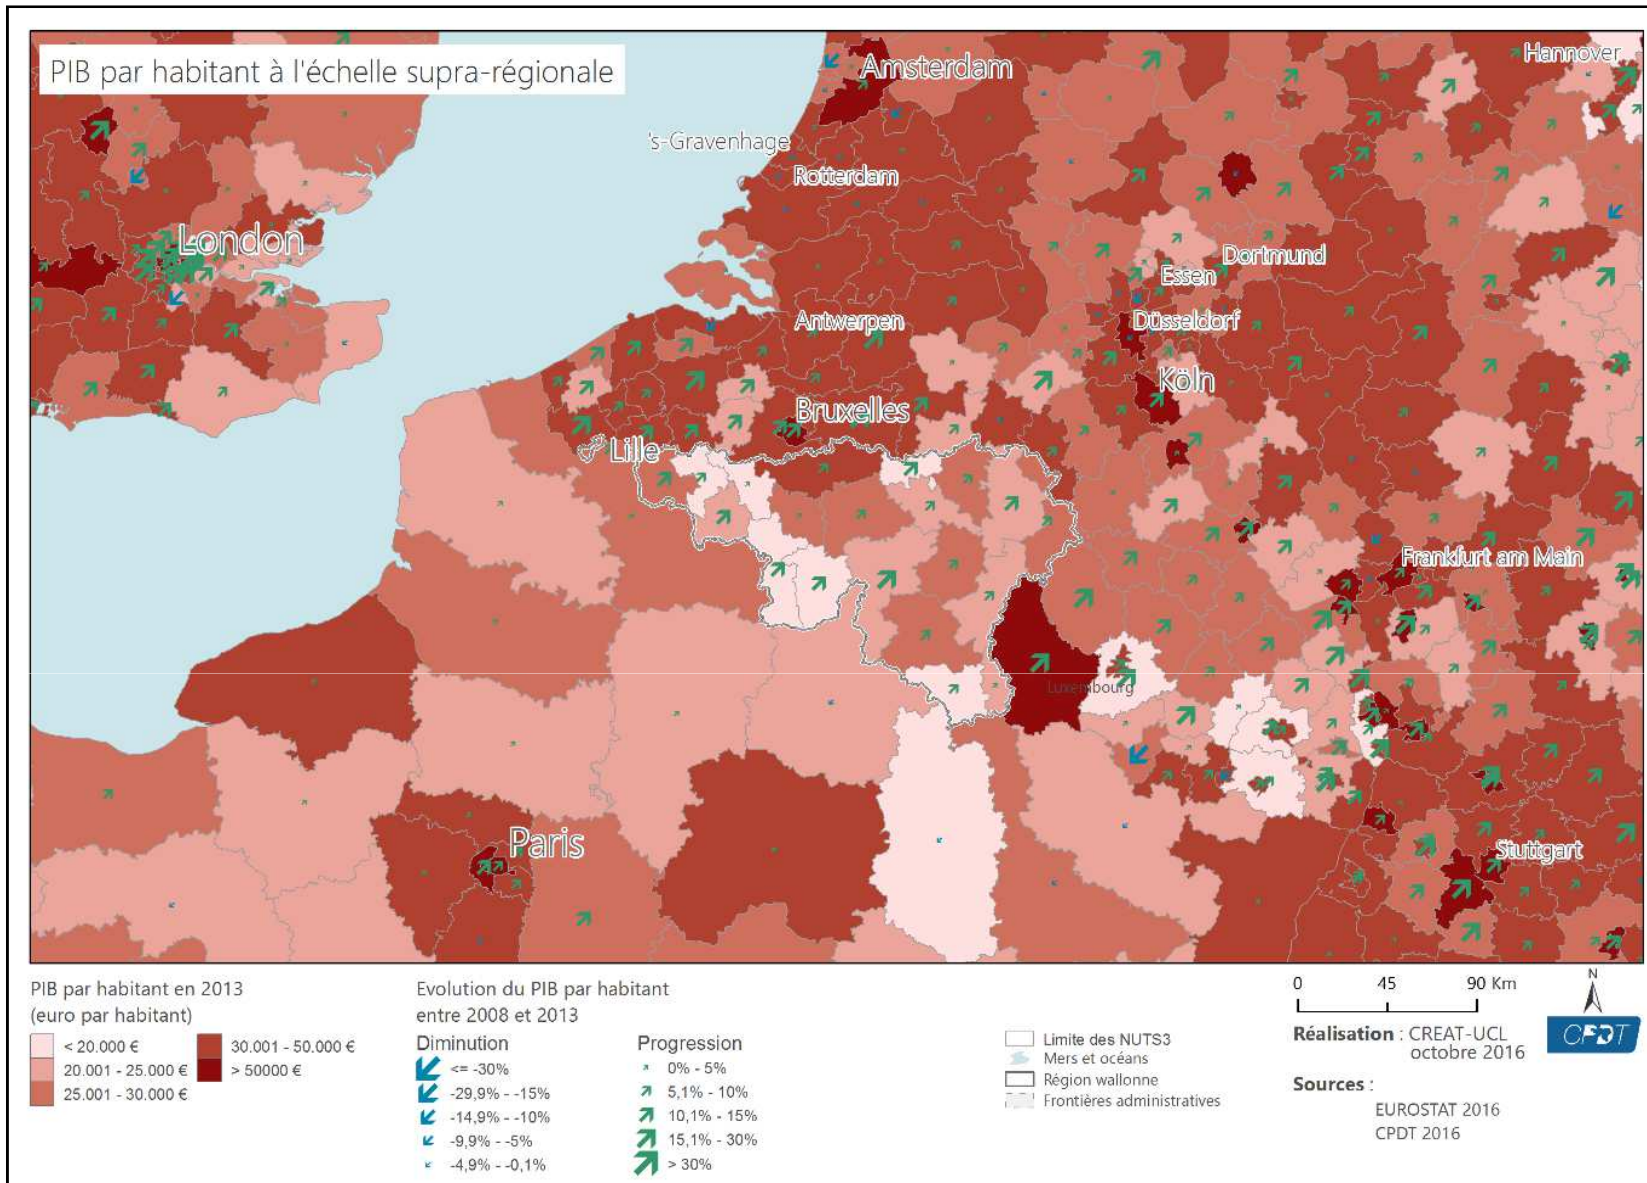 PIB par habitant à l'échelle supra-régionale
Hannover
Amsterdam
's-Gravenhage
Rotterdam
London
Dortmund
Essen
Antwerpen
Düsseldorf
Köln
Bruxelles
Lille
Frankfurt am Main
Luxembourg
Paris
Stuttgart
PIB par habitant en 2013
(euro par habitant)
< 20.000 €
20.001 - 25.000 €
25.001 - 30.000 €
30.001 - 50.000 €
> 50000 €
Evolution du PIB par habitant
entre 2008 et 2013
Diminution
<= -30%
-29,9% - -15%
-14,9% - -10%
-9,9% - -5%
-4,9% - -0,1%
Progression
0% - 5%
5,1% - 10%
10,1% - 15%
15,1% - 30%
> 30%
Limite des NUTS3
Mers et océans
Région wallonne
Frontières administratives
0 45 90 Km
N
Réalisation : CREAT-UCL
octobre 2016
CPDT
Sources :
EUROSTAT 2016
CPDT 2016